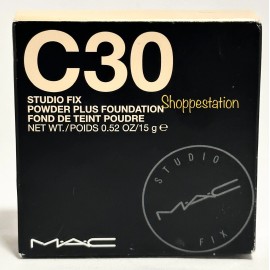 C30
STUDIO FIX
POWDER PLUS FOUNDATION
FOND DE TEINT POUDRE
NET WT./POIDS 0.52 OZ/15 g e
Shoppestation
STUDIO
MAC
FIX
MAC